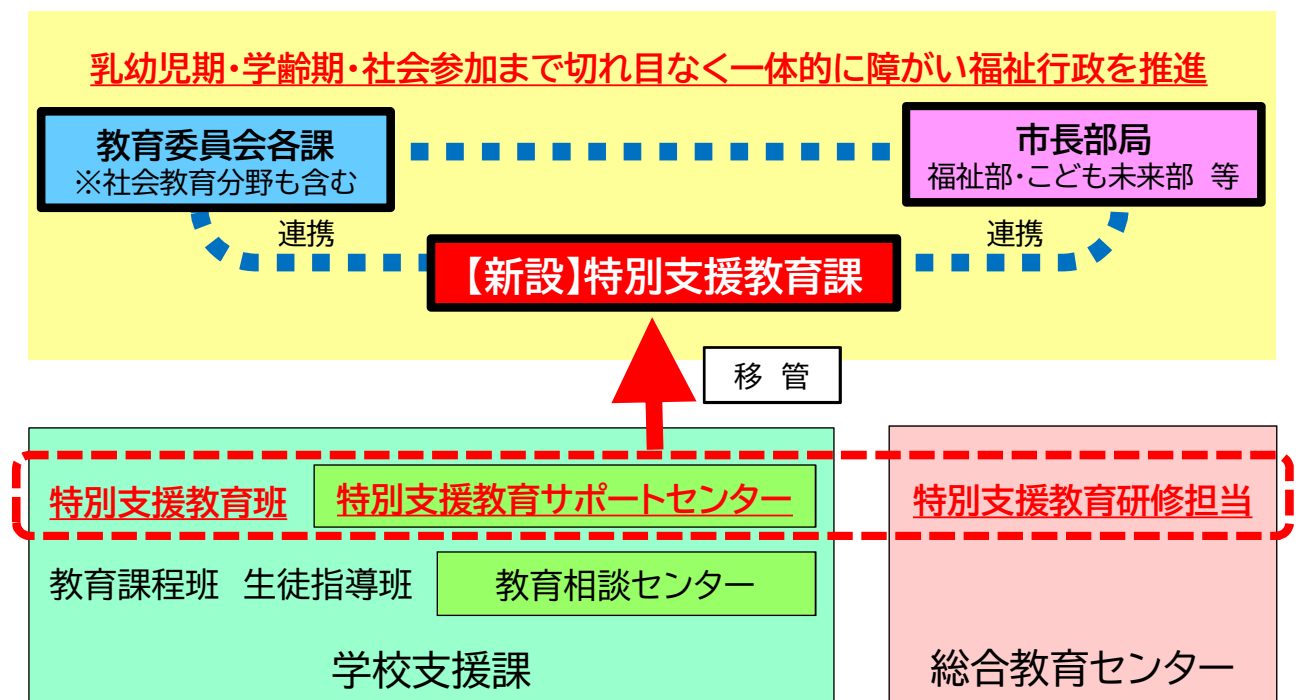 乳幼児期・学齢期・社会参加まで切れ目なく一体的に障がい福祉行政を推進
教育委員会各課
※社会教育分野も含む
市長部局
福祉部・こども未来部 等
連携
連携
【新設】特別支援教育課
移 管
特別支援教育班
特別支援教育サポートセンター
特別支援教育研修担当
教育課程班 生徒指導班
教育相談センター
学校支援課
総合教育センター